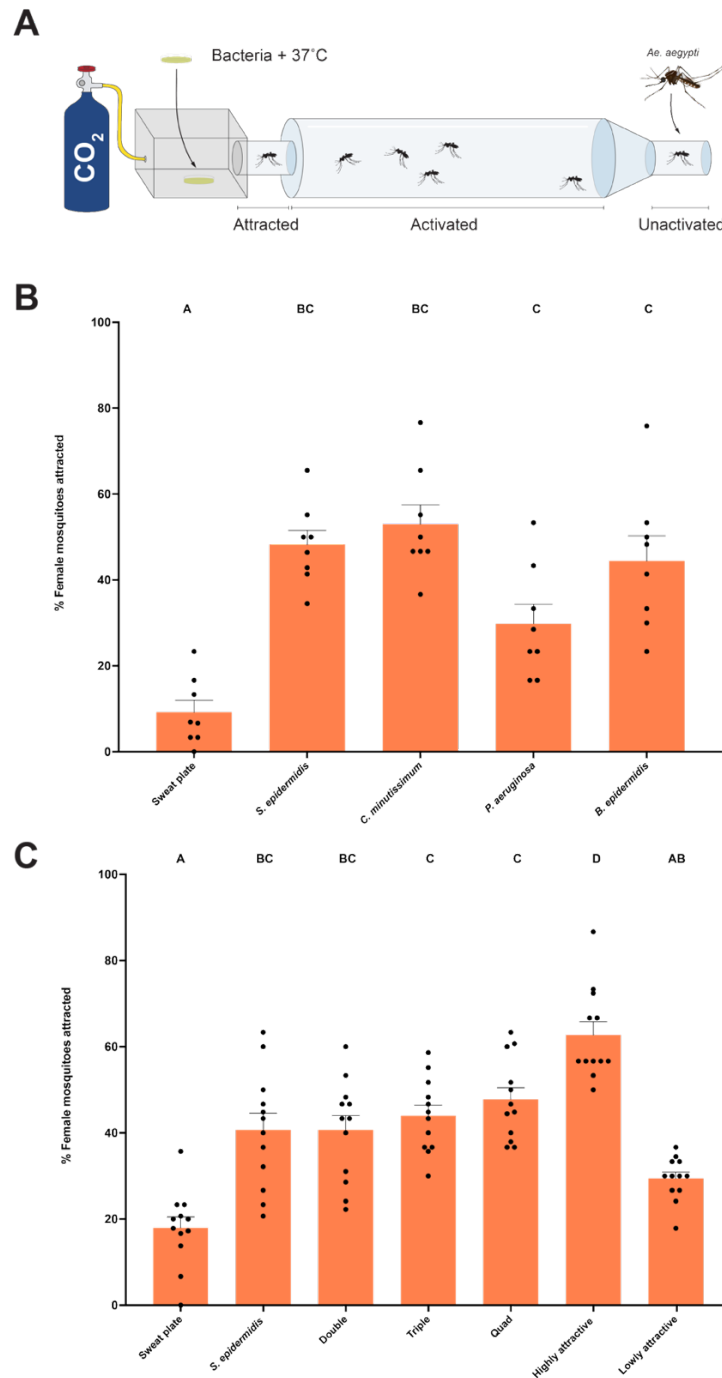 A
Bacteria + 37°C
Ae. aegypti
CO2
Attracted
Activated
Unactivated
B
A BC BC C C
100
80
60
40
20
0
% Female mosquitoes attracted
Sweat plate
S. epidermidis
C. minutissimum
P. aeruginosa
B. epidermidis
C
A BC BC C C D AB
100
80
60
40
20
0
% Female mosquitoes attracted
Sweat plate
S. epidermidis
Double
Triple
Quad
Highly attractive
Lowly attractive